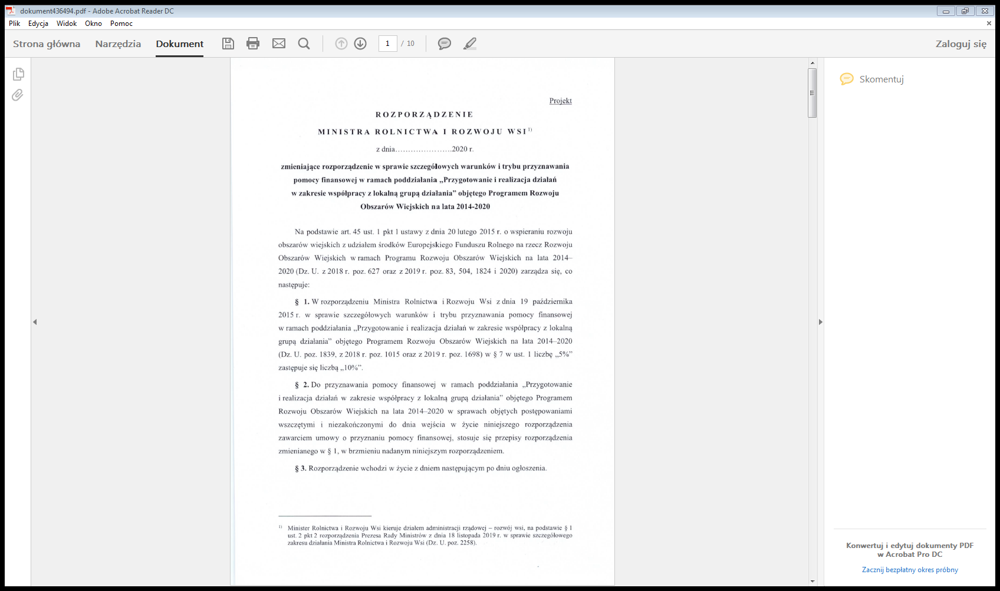 dokument436494.pdf - Adobe Acrobat Reader DC
Plik Edycja Widok Okno Pomoc
Strona główna Narzędzia Dokument 1 / 10 Zaloguj się
Skomentuj
Projekt
ROZPORZĄDZENIE
MINISTRA ROLNICTWA I ROZWOJU WSI 1)
z dnia......................2020 r.
zmieniające rozporządzenie w sprawie szczegółowych warunków i trybu przyznawania
pomocy finansowej w ramach poddziałania „Przygotowanie i realizacja działań
w zakresie współpracy z lokalną grupą działania” objętego Programem Rozwoju
Obszarów Wiejskich na lata 2014-2020
Na podstawie art. 45 ust. 1 pkt 1 ustawy z dnia 20 lutego 2015 r. o wspieraniu rozwoju
obszarów wiejskich z udziałem środków Europejskiego Funduszu Rolnego na rzecz Rozwoju
Obszarów Wiejskich w ramach Programu Rozwoju Obszarów Wiejskich na lata 2014–
2020 (Dz. U. z 2018 r. poz. 627 oraz z 2019 r. poz. 83, 504, 1824 i 2020) zarządza się, co
następuje:
§ 1. W rozporządzeniu Ministra Rolnictwa i Rozwoju Wsi z dnia 19 października
2015 r. w sprawie szczegółowych warunków i trybu przyznawania pomocy finansowej
w ramach poddziałania „Przygotowanie i realizacja działań w zakresie współpracy z lokalną
grupą działania” objętego Programem Rozwoju Obszarów Wiejskich na lata 2014–2020
(Dz. U. poz. 1839, z 2018 r. poz. 1015 oraz z 2019 r. poz. 1698) w § 7 w ust. 1 liczbę „5%”
zastępuje się liczbą „10%”.
§ 2. Do przyznawania pomocy finansowej w ramach poddziałania „Przygotowanie
i realizacja działań w zakresie współpracy z lokalną grupą działania” objętego Programem
Rozwoju Obszarów Wiejskich na lata 2014–2020 w sprawach objętych postępowaniami
wszczętymi i niezakończonymi do dnia wejścia w życie niniejszego rozporządzenia
zawarciem umowy o przyznaniu pomocy finansowej, stosuje się przepisy rozporządzenia
zmienianego w § 1, w brzmieniu nadanym niniejszym rozporządzeniem.
§ 3. Rozporządzenie wchodzi w życie z dniem następującym po dniu ogłoszenia.
1) Minister Rolnictwa i Rozwoju Wsi kieruje działem administracji rządowej – rozwój wsi, na podstawie § 1
ust. 2 pkt 2 rozporządzenia Prezesa Rady Ministrów z dnia 18 listopada 2019 r. w sprawie szczegółowego
zakresu działania Ministra Rolnictwa i Rozwoju Wsi (Dz. U. poz. 2258).
Konwertuj i edytuj dokumenty PDF
w Acrobat Pro DC
Zacznij bezpłatny okres próbny